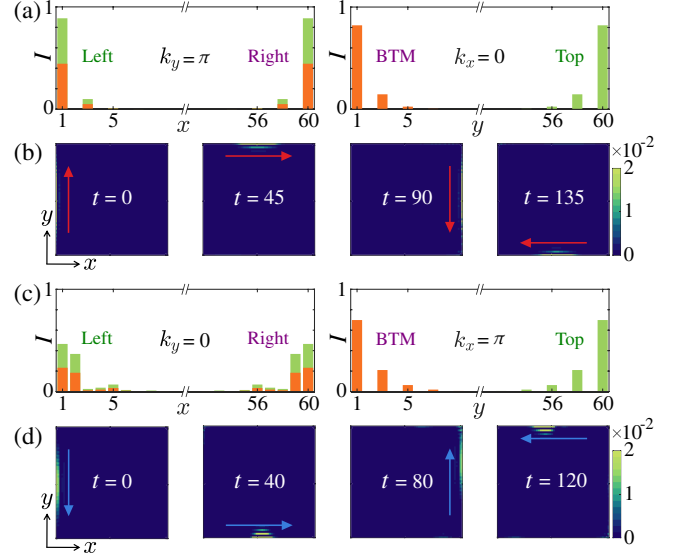 (a)
1
I
0
Left
k_y = π
Right
1 5 x 56 60
1
I
0
BTM
k_x = 0
Top
1 5 y 56 60
(b)
y
x
t = 0
t = 45
t = 90
t = 135
×10⁻²
2
1
0
(c)
1
I
0
Left
k_y = 0
Right
1 5 x 56 60
1
I
0
BTM
k_x = π
Top
1 5 y 56 60
(d)
y
x
t = 0
t = 40
t = 80
t = 120
×10⁻²
2
1
0